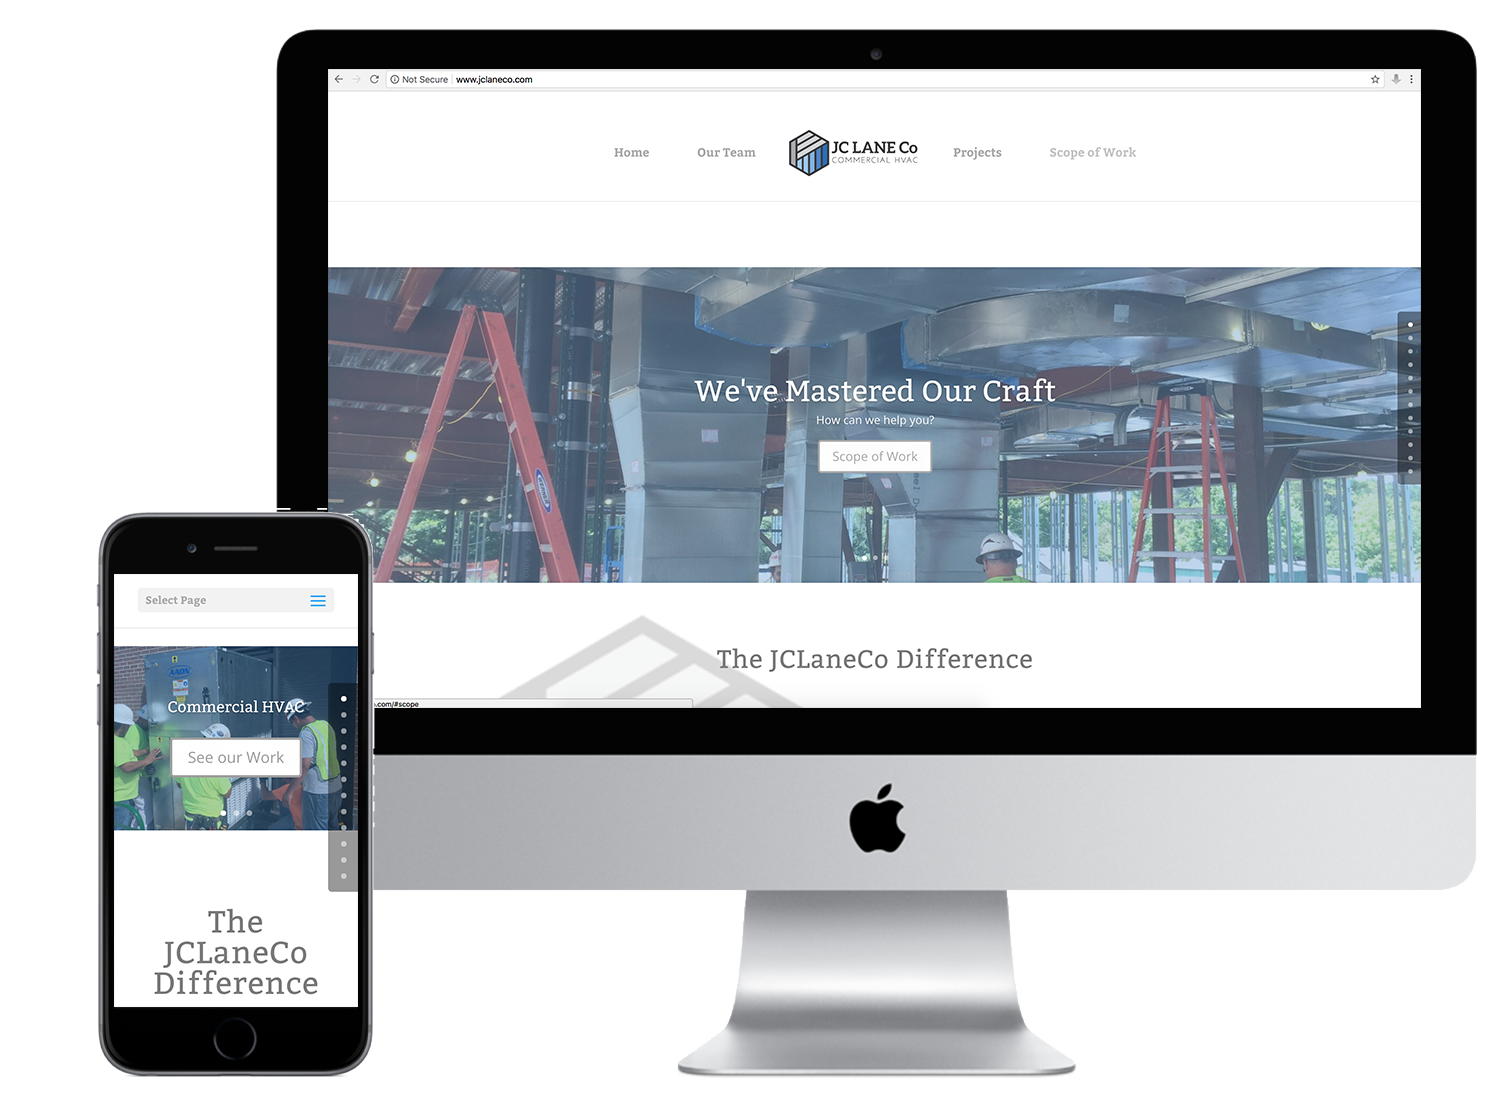 Not Secure www.jclaneco.com
Home Our Team JC LANE Co Projects Scope of Work
COMMERCIAL HVAC
We've Mastered Our Craft
How can we help you?
Scope of Work
The JCLaneCo Difference
.com/#scope
Select Page
AAON
Commercial HVAC
See our Work
The
JCLaneCo
Difference